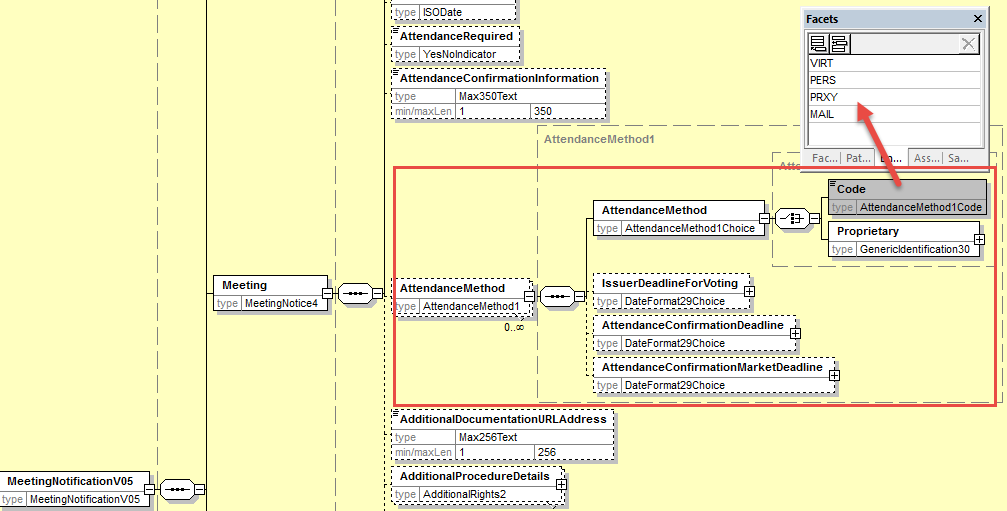 type ISODate
Facets
AttendanceRequired
type YesNoIndicator
VIRT
PERS
PRXY
MAIL
AttendanceConfirmationInformation
type Max350Text
min/maxLen 1 350
AttendanceMethod1
Fac... Pat... En... Ass... Sa...
Code
type AttendanceMethod1Code
AttendanceMethod
type AttendanceMethod1Choice
Proprietary
type GenericIdentification30
Meeting
type MeetingNotice4
AttendanceMethod
type AttendanceMethod1
0..∞
IssuerDeadlineForVoting
type DateFormat29Choice
AttendanceConfirmationDeadline
type DateFormat29Choice
AttendanceConfirmationMarketDeadline
type DateFormat29Choice
AdditionalDocumentationURLAddress
type Max256Text
min/maxLen 1 256
AdditionalProcedureDetails
type AdditionalRights2
MeetingNotificationV05
type MeetingNotificationV05